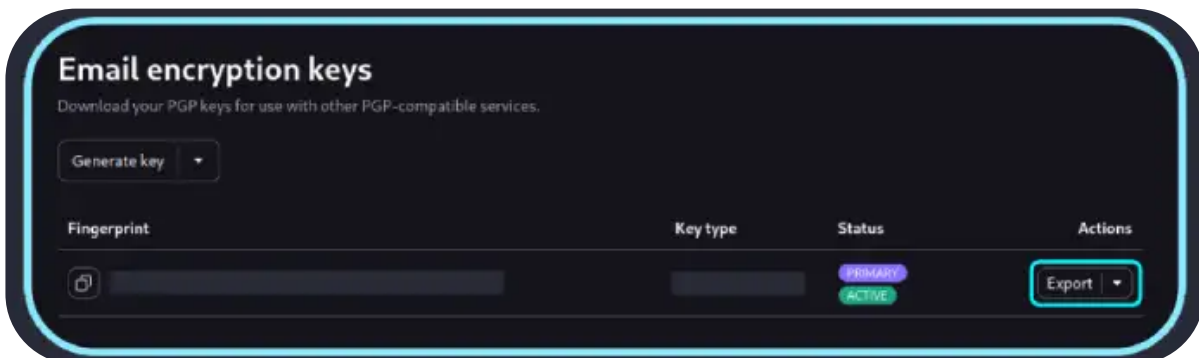 Email encryption keys
Download your PGP keys for use with other PGP-compatible services.
Generate key
Fingerprint Key type Status Actions
PRIMARY
ACTIVE
Export